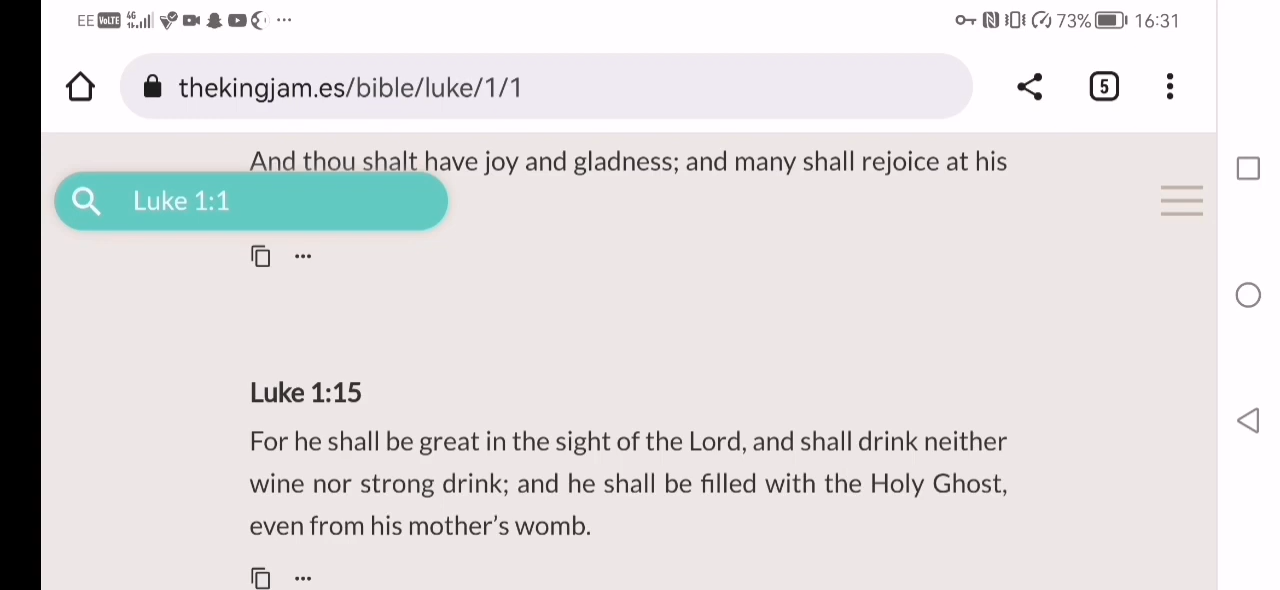 EE VoLTE 4G 73% 16:31
thekingjam.es/bible/luke/1/1
5
And thou shalt have joy and gladness; and many shall rejoice at his
Luke 1:1
Luke 1:15
For he shall be great in the sight of the Lord, and shall drink neither
wine nor strong drink; and he shall be filled with the Holy Ghost,
even from his mother’s womb.